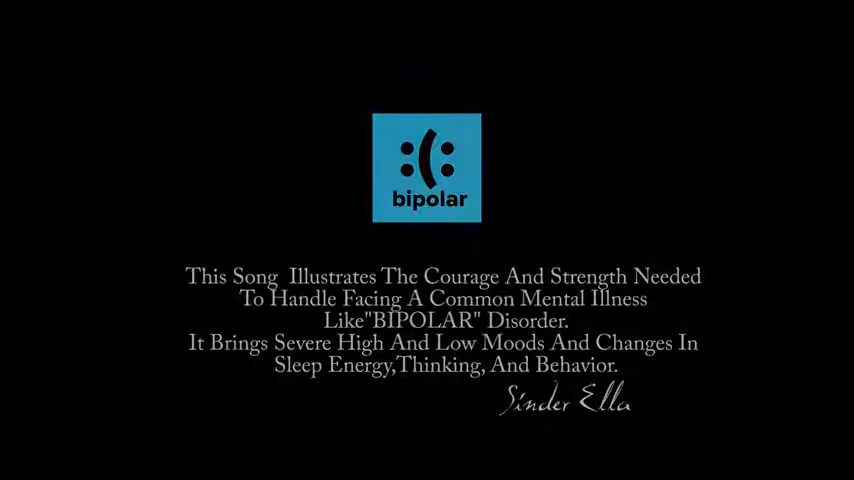 :(:
bipolar
This Song Illustrates The Courage And Strength Needed
To Handle Facing A Common Mental Illness
Like"BIPOLAR" Disorder.
It Brings Severe High And Low Moods And Changes In
Sleep Energy,Thinking, And Behavior.
Sinder Ella